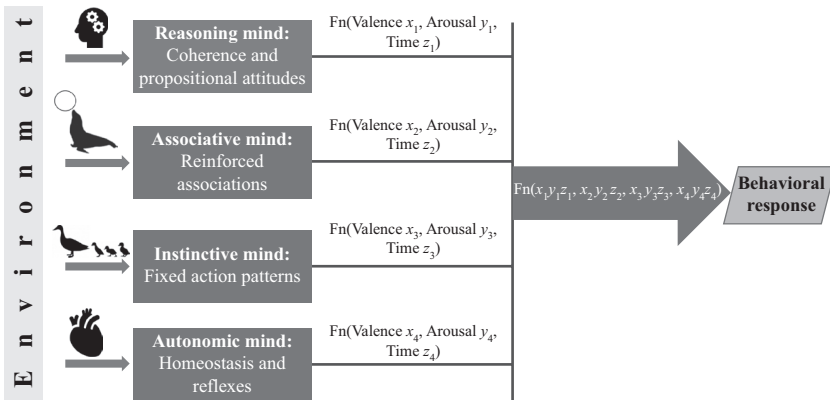 Environment
Reasoning mind:
Coherence and
propositional attitudes
Fn(Valence x₁, Arousal y₁,
Time z₁)
Associative mind:
Reinforced
associations
Fn(Valence x₂, Arousal y₂,
Time z₂)
Instinctive mind:
Fixed action patterns
Fn(Valence x₃, Arousal y₃,
Time z₃)
Autonomic mind:
Homeostasis and
reflexes
Fn(Valence x₄, Arousal y₄,
Time z₄)
Fn(x₁y₁z₁, x₂y₂z₂, x₃y₃z₃, x₄y₄z₄)
Behavioral
response